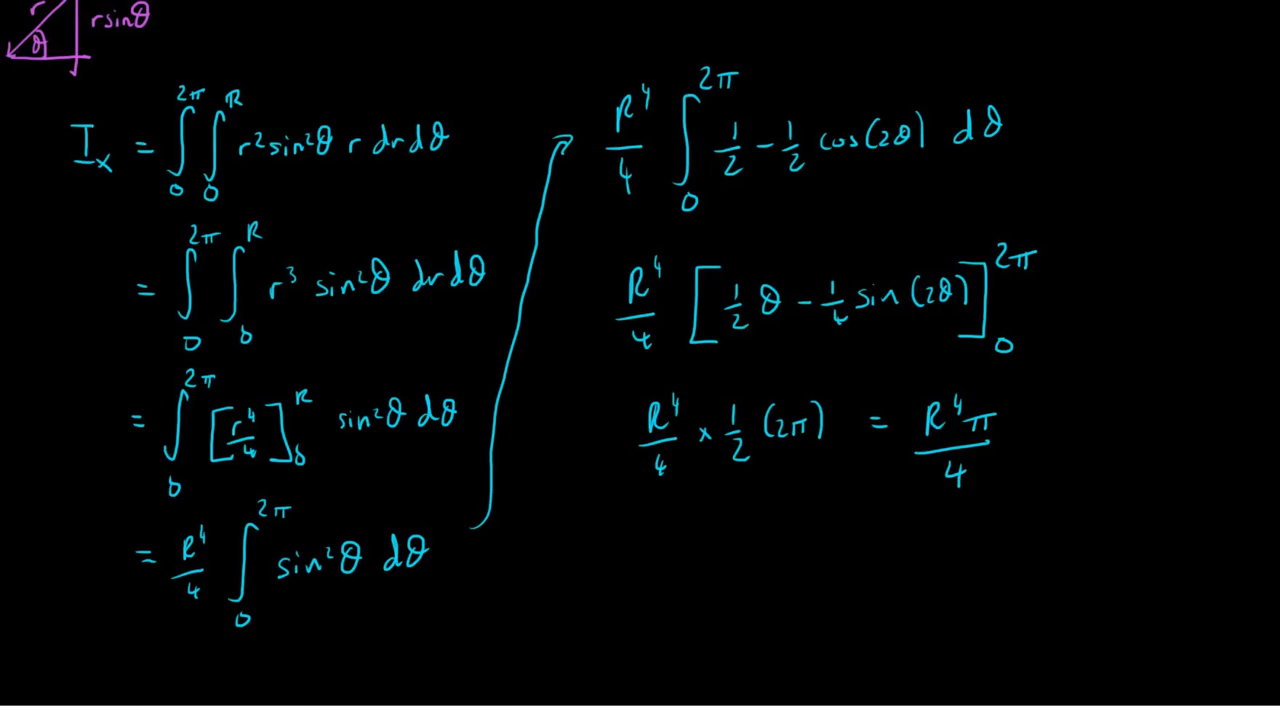 r
θ
rsinθ
I_x = ∫_0^{2π} ∫_0^R r² sin²θ r dr dθ
= ∫_0^{2π} ∫_0^R r³ sin²θ dr dθ
= ∫_0^{2π} [r⁴/4]_0^R sin²θ dθ
= R⁴/4 ∫_0^{2π} sin²θ dθ
R⁴/4 ∫_0^{2π} 1/2 - 1/2 cos(2θ) dθ
R⁴/4 [1/2 θ - 1/4 sin(2θ)]_0^{2π}
R⁴/4 × 1/2 (2π) = R⁴π/4